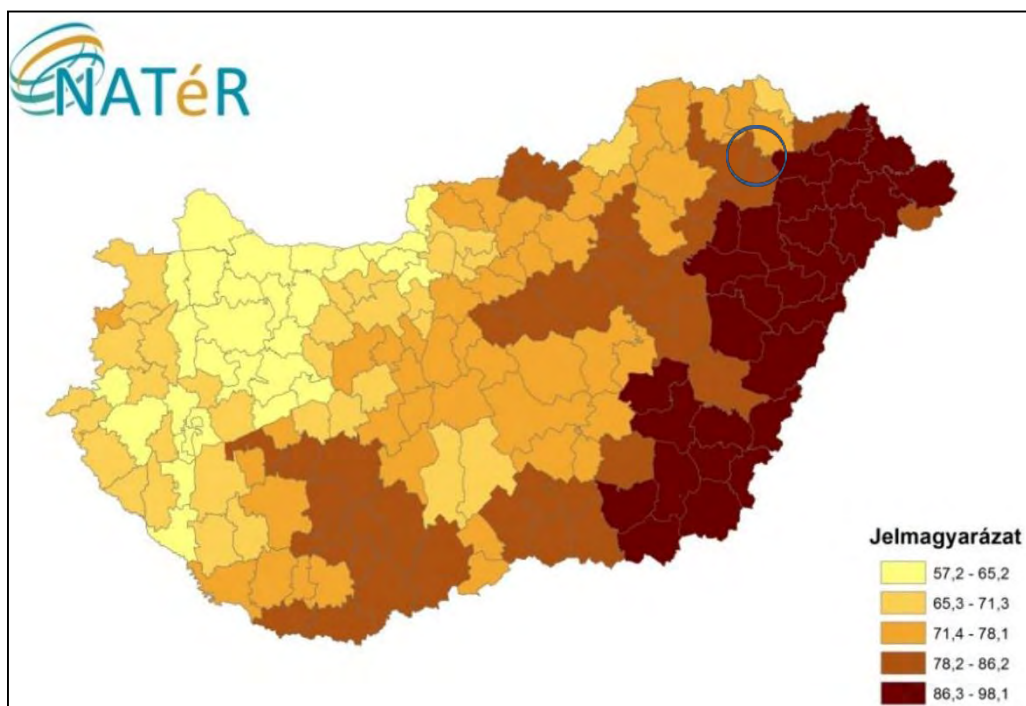 NATéR
Jelmagyarázat
57,2 - 65,2
65,3 - 71,3
71,4 - 78,1
78,2 - 86,2
86,3 - 98,1